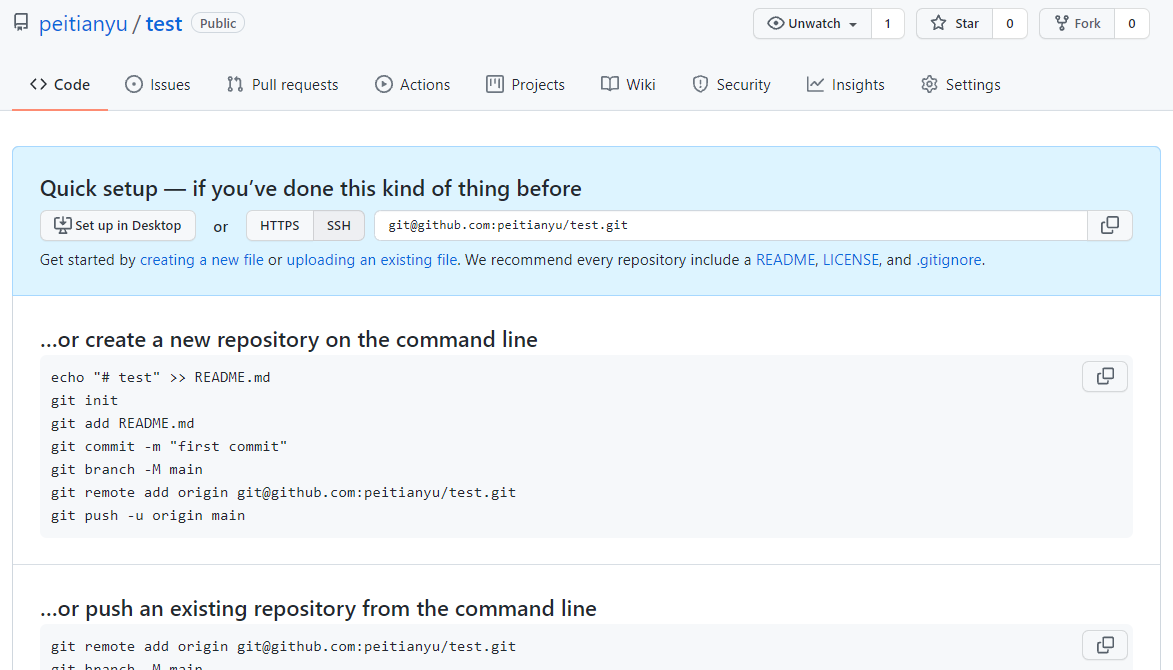 peitianyu / test Public Unwatch 1 Star 0 Fork 0
<> Code Issues Pull requests Actions Projects Wiki Security Insights Settings
Quick setup — if you’ve done this kind of thing before
Set up in Desktop or HTTPS SSH git@github.com:peitianyu/test.git
Get started by creating a new file or uploading an existing file. We recommend every repository include a README, LICENSE, and .gitignore.
…or create a new repository on the command line
echo "# test" >> README.md
git init
git add README.md
git commit -m "first commit"
git branch -M main
git remote add origin git@github.com:peitianyu/test.git
git push -u origin main
…or push an existing repository from the command line
git remote add origin git@github.com:peitianyu/test.git
git branch -M main